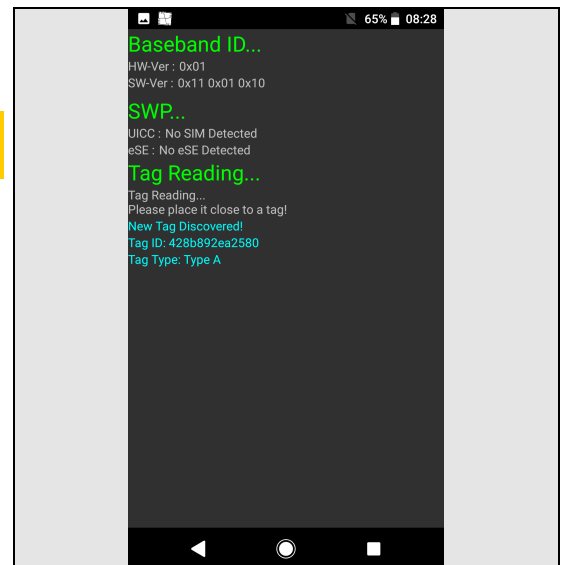 65% 08:28
Baseband ID...
HW-Ver : 0x01
SW-Ver : 0x11 0x01 0x10
SWP...
UICC : No SIM Detected
eSE : No eSE Detected
Tag Reading...
Tag Reading...
Please place it close to a tag!
New Tag Discovered!
Tag ID: 428b892ea2580
Tag Type: Type A